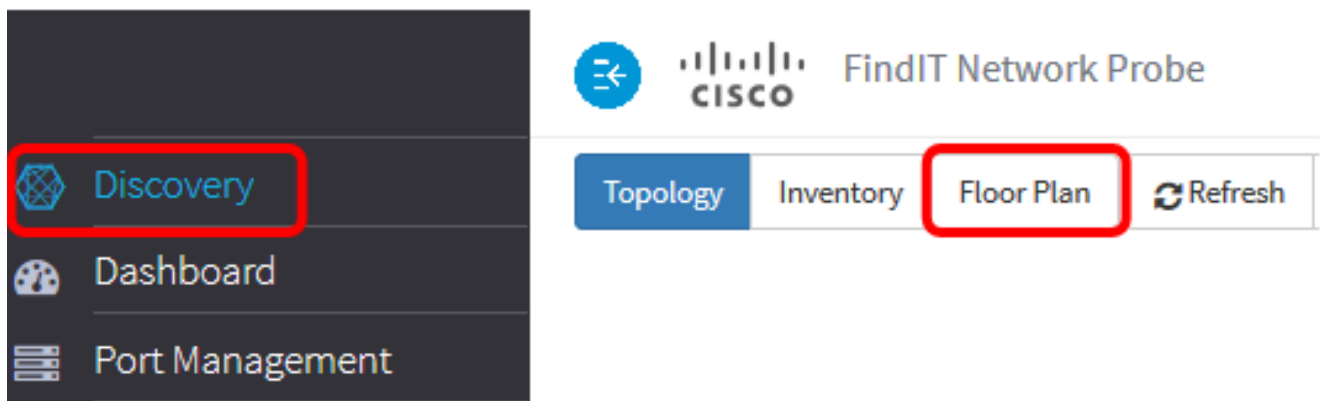 Discovery
Dashboard
Port Management
CISCO FindIT Network Probe
Topology Inventory Floor Plan Refresh